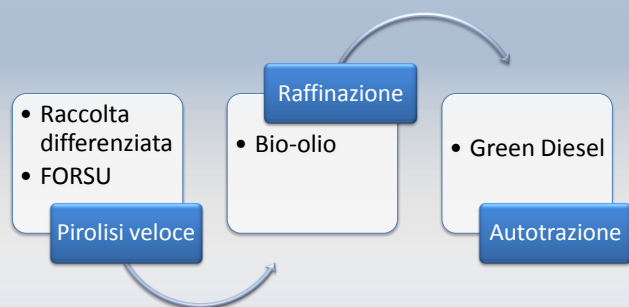 • Raccolta
differenziata
• FORSU
Pirolisi veloce
Raffinazione
• Bio-olio
• Green Diesel
Autotrazione